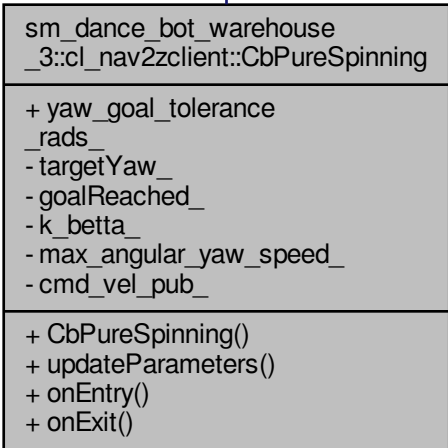 sm_dance_bot_warehouse
_3::cl_nav2zclient::CbPureSpinning
+ yaw_goal_tolerance
_rads_
- targetYaw_
- goalReached_
- k_betta_
- max_angular_yaw_speed_
- cmd_vel_pub_
+ CbPureSpinning()
+ updateParameters()
+ onEntry()
+ onExit()